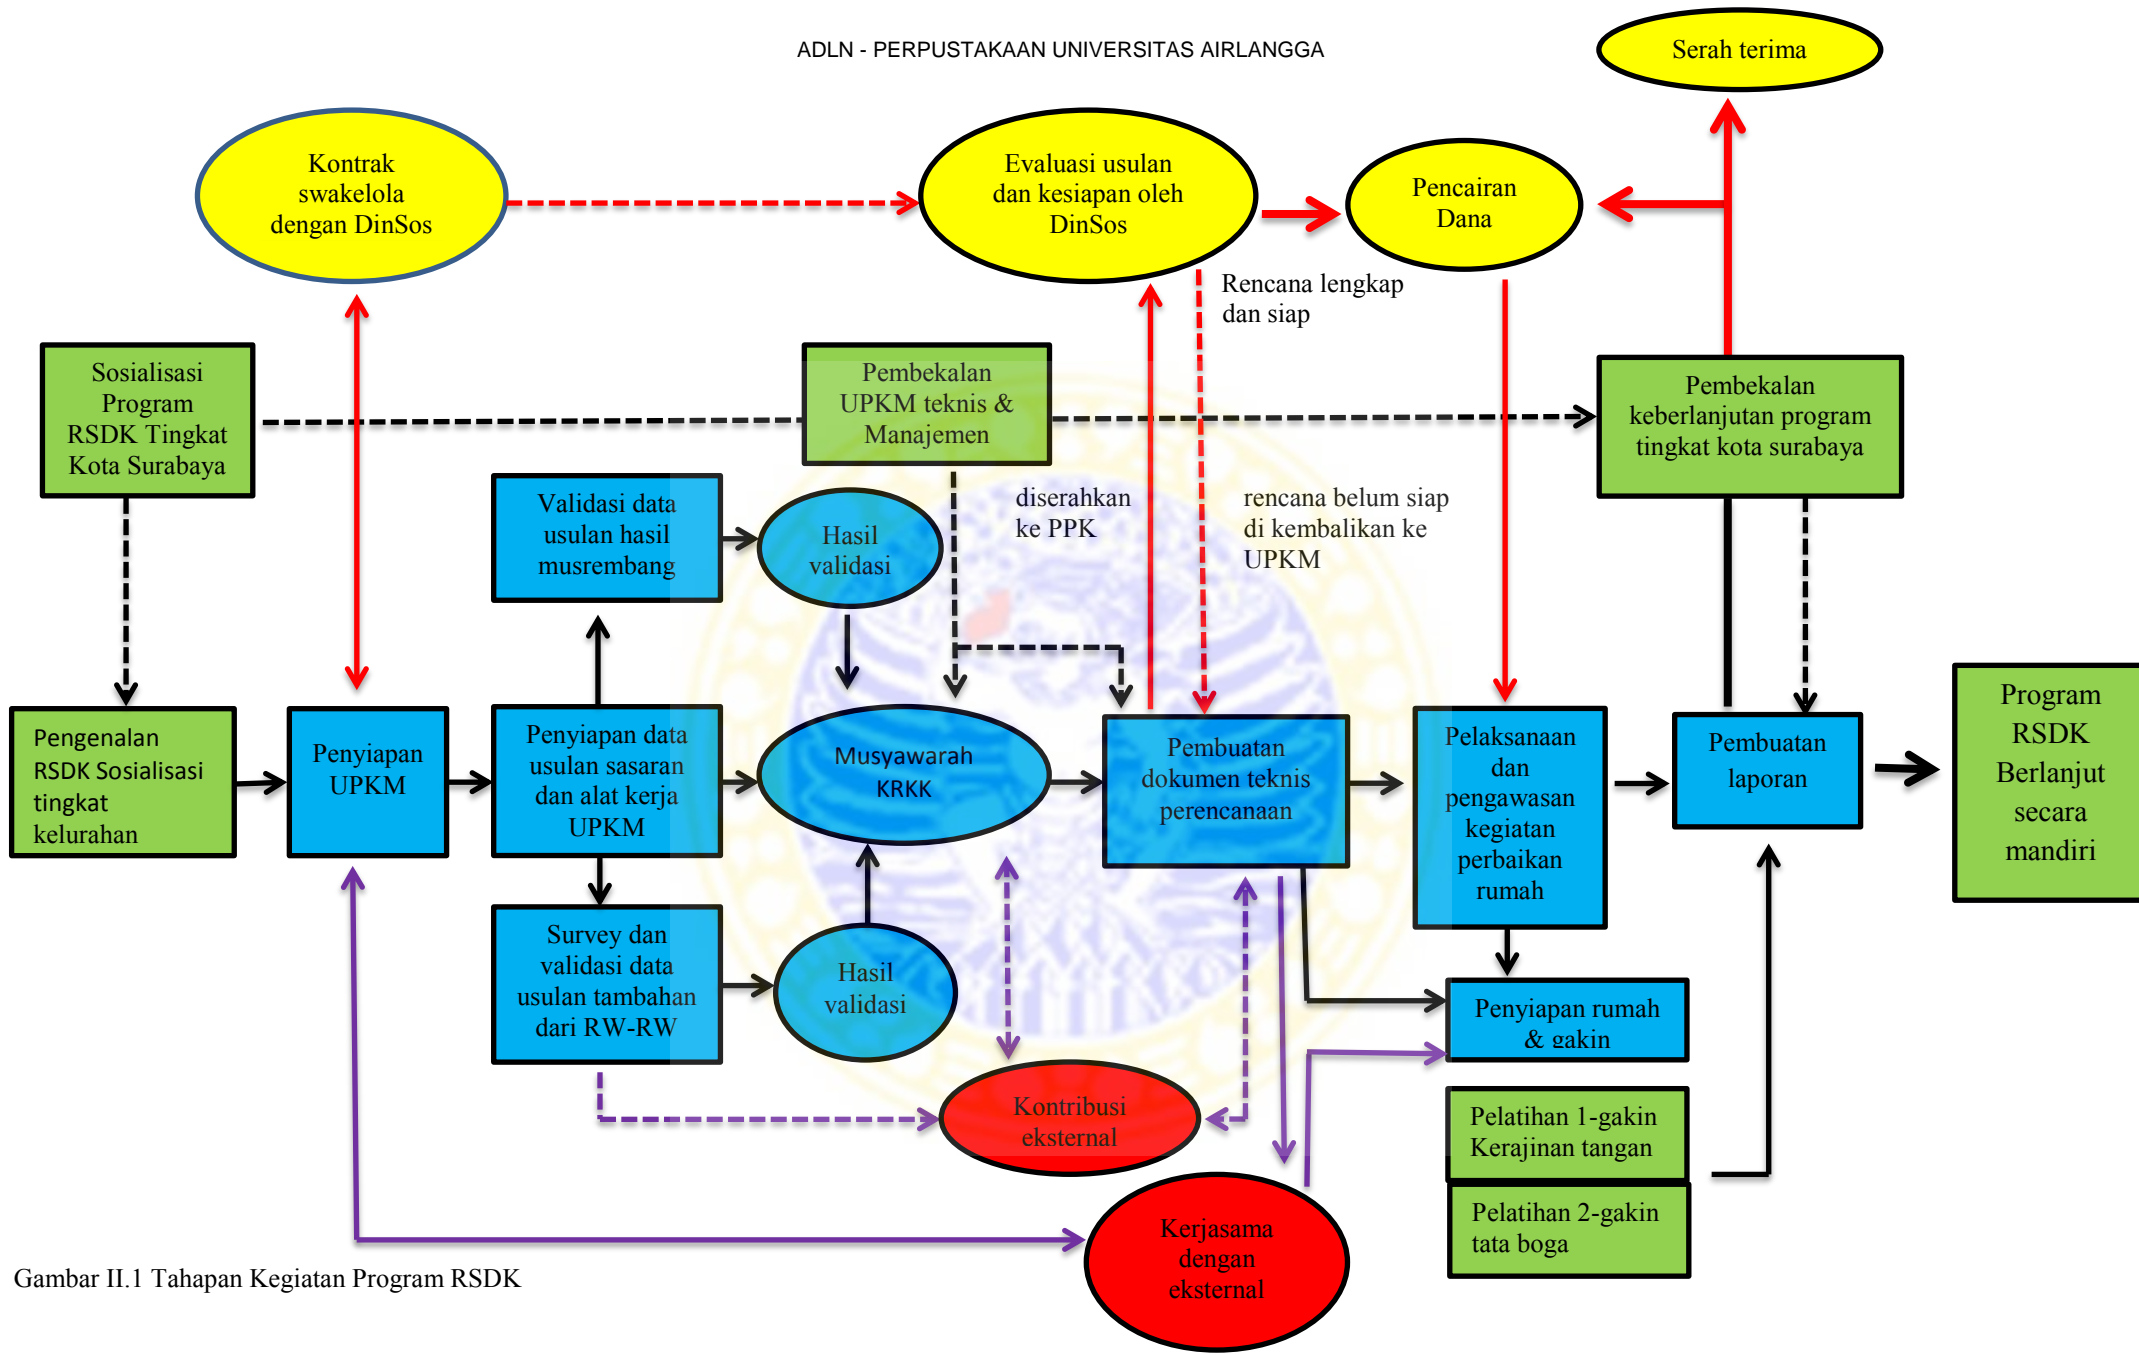 ADLN - PERPUSTAKAAN UNIVERSITAS AIRLANGGA
Serah terima
Kontrak
swakelola
dengan DinSos
Evaluasi usulan
dan kesiapan oleh
DinSos
Pencairan
Dana
Rencana lengkap
dan siap
Sosialisasi
Program
RSDK Tingkat
Kota Surabaya
Pembekalan
UPKM teknis &
Manajemen
Pembekalan
keberlanjutan program
tingkat kota surabaya
Validasi data
usulan hasil
musrembang
Hasil
validasi
diserahkan
ke PPK
rencana belum siap
di kembalikan ke
UPKM
Pengenalan
RSDK Sosialisasi
tingkat
kelurahan
Penyiapan
UPKM
Penyiapan data
usulan sasaran
dan alat kerja
UPKM
Musyawarah
KRKK
Pembuatan
dokumen teknis
perencanaan
Pelaksanaan
dan
pengawasan
kegiatan
perbaikan
rumah
Pembuatan
laporan
Program
RSDK
Berlanjut
secara
mandiri
Survey dan
validasi data
usulan tambahan
dari RW-RW
Hasil
validasi
Penyiapan rumah
& gakin
Kontribusi
eksternal
Pelatihan 1-gakin
Kerajinan tangan
Pelatihan 2-gakin
tata boga
Kerjasama
dengan
eksternal
Gambar II.1 Tahapan Kegiatan Program RSDK